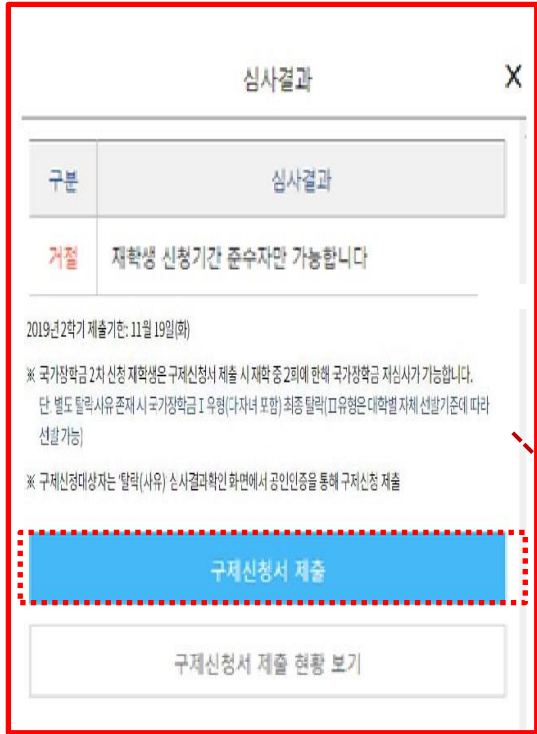 심사결과 X
구분 심사결과
거절 재학생 신청기간 준수자만 가능합니다
2019년 2학기 제출기한: 11월 19일(화)
※ 국가장학금 2차 신청 재학생은 구제신청서 제출 시 재학 중 2회에 한해 국가장학금 재심사가 가능합니다.
단, 별도 탈락사유 존재 시 국가장학금 I 유형(다자녀 포함) 최종 탈락(II유형은 대학별 자체 선발기준에 따라
선발 가능)
※ 구제신청대상자는 '탈락(사유) 심사결과확인 화면에서 공인인증을 통해 구제신청 제출
구제신청서 제출
구제신청서 제출 현황 보기